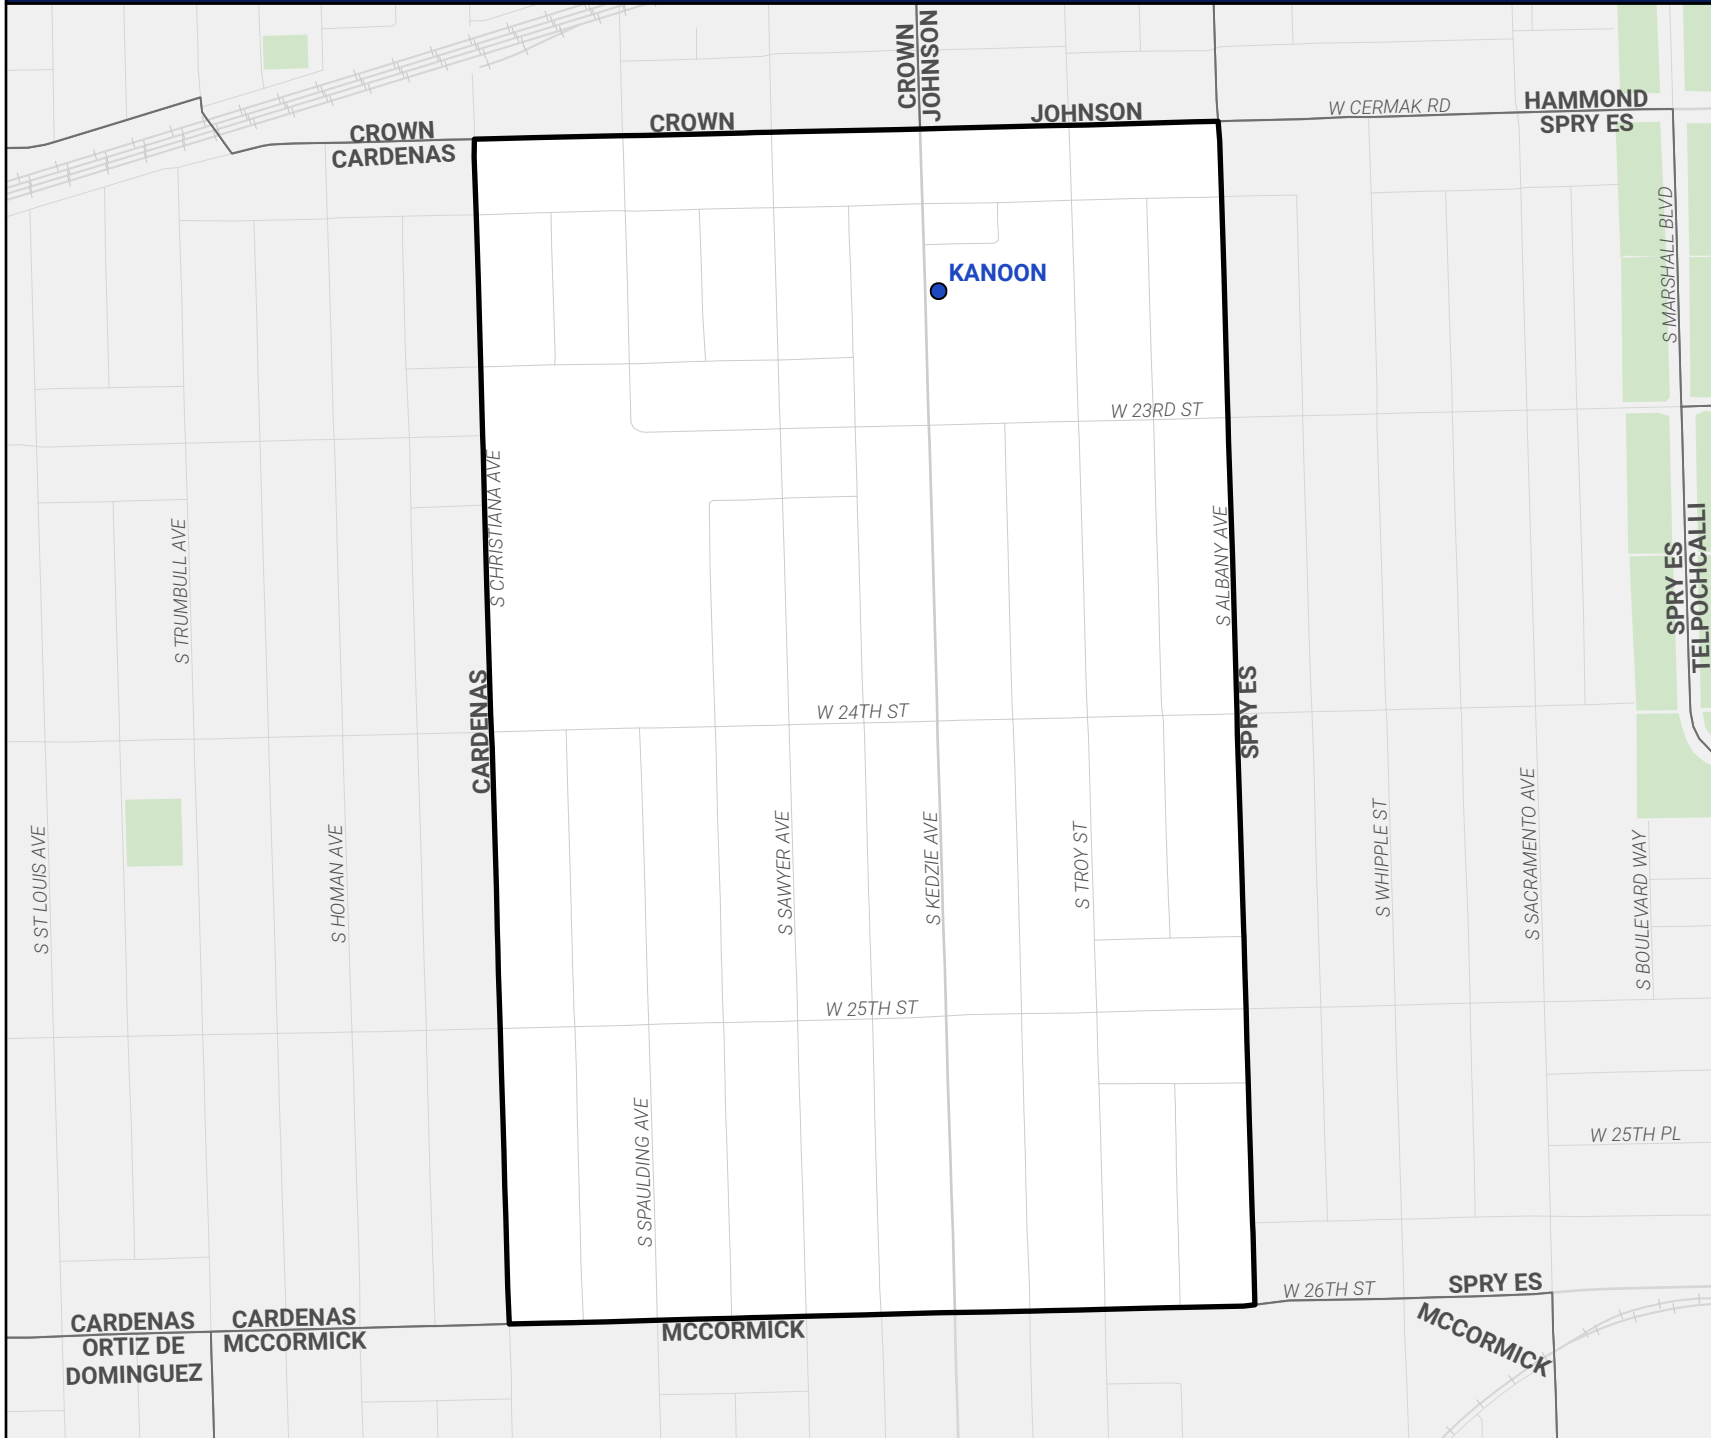 CROWN
JOHNSON
CROWN
JOHNSON
W CERMAK RD
HAMMOND
SPRY ES
CROWN
CARDENAS
S MARSHALL BLVD
KANOON
W 23RD ST
S CHRISTIANA AVE
S TRUMBULL AVE
S ALBANY AVE
SPRY ES
TELPOCHCALLI
CARDENAS
SPRY ES
W 24TH ST
S ST LOUIS AVE
S HOMAN AVE
S SAWYER AVE
S KEDZIE AVE
S TROY ST
S WHIPPLE ST
S SACRAMENTO AVE
S BOULEVARD WAY
W 25TH ST
S SPAULDING AVE
W 25TH PL
W 26TH ST
SPRY ES
MCCORMICK
CARDENAS
ORTIZ DE
DOMINGUEZ
CARDENAS
MCCORMICK
MCCORMICK